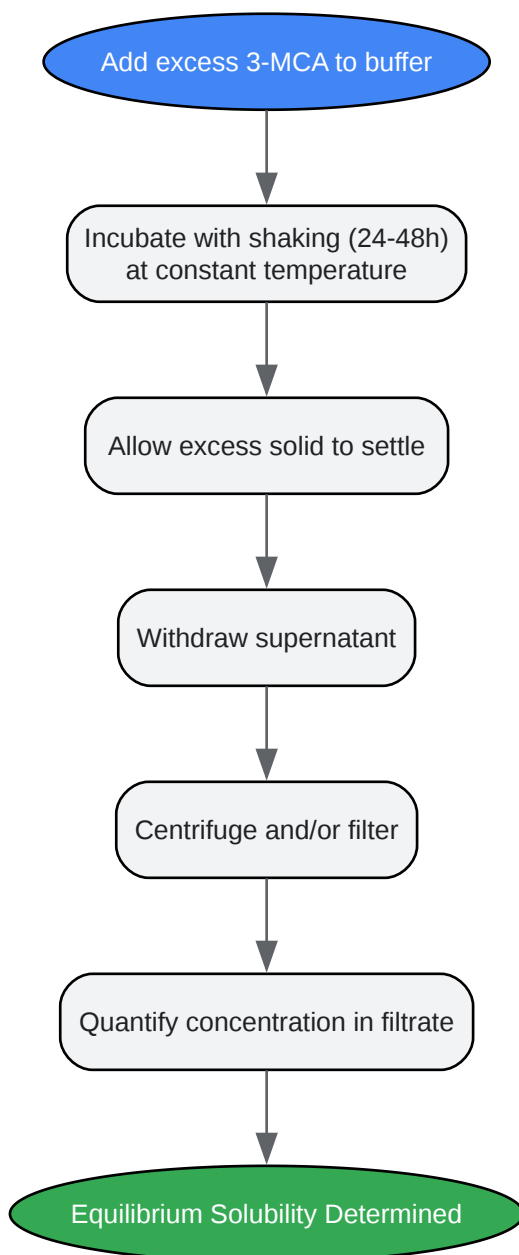 Add excess 3-MCA to buffer
Incubate with shaking (24-48h)
at constant temperature
Allow excess solid to settle
Withdraw supernatant
Centrifuge and/or filter
Quantify concentration in filtrate
Equilibrium Solubility Determined